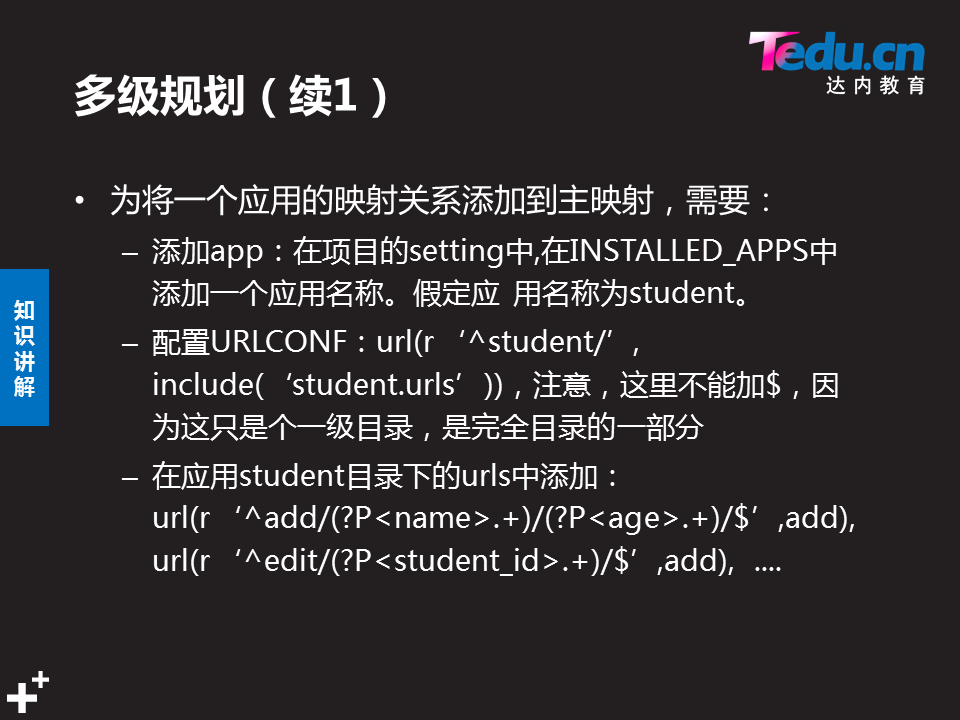 Tedu.cn
达内教育
多级规划（续1）
• 为将一个应用的映射关系添加到主映射，需要：
– 添加app：在项目的setting中,在INSTALLED_APPS中
添加一个应用名称。假定应 用名称为student。
– 配置URLCONF：url(r‘^student/’,
include(‘student.urls’))，注意，这里不能加$，因
为这只是个一级目录，是完全目录的一部分
– 在应用student目录下的urls中添加：
url(r‘^add/(?P<name>.+)/(?P<age>.+)/$’,add),
url(r‘^edit/(?P<student_id>.+)/$’,add), ....
知
识
讲
解